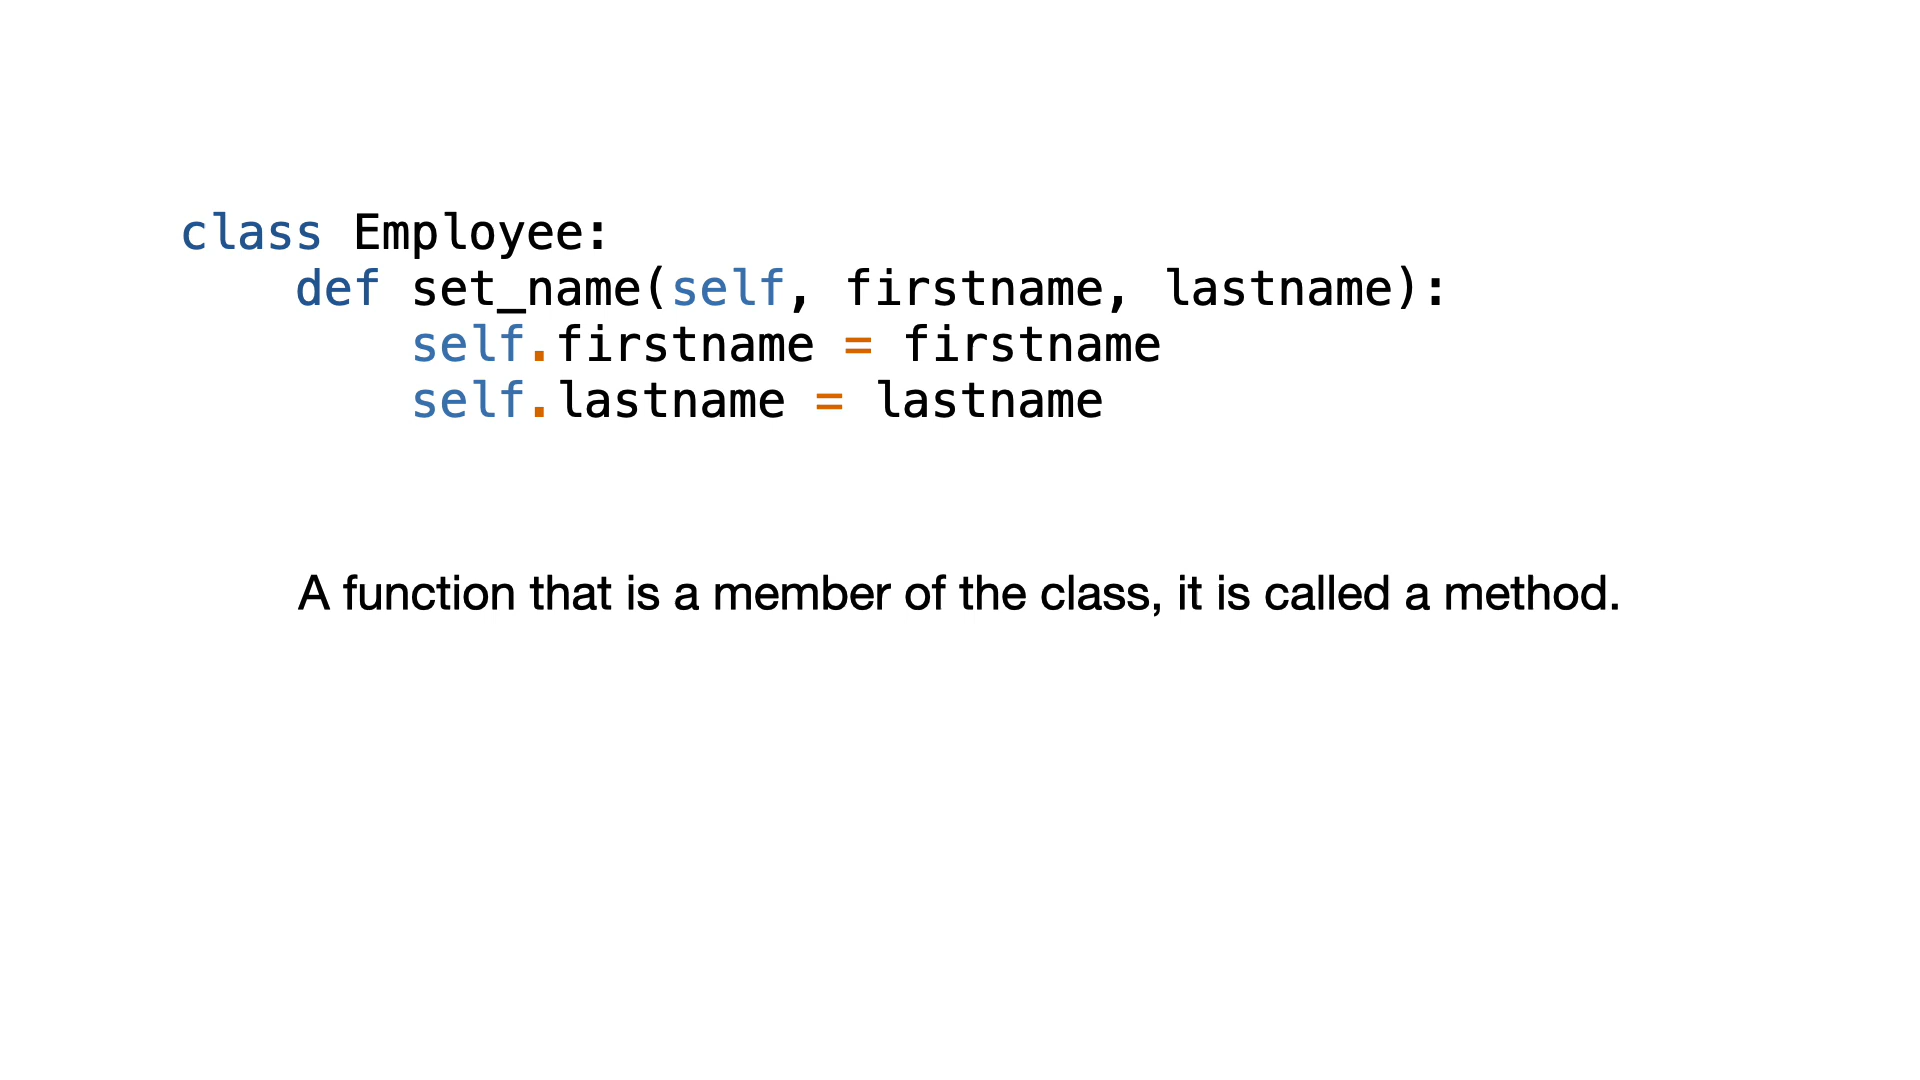 class Employee:
    def set_name(self, firstname, lastname):
        self.firstname = firstname
        self.lastname = lastname
A function that is a member of the class, it is called a method.